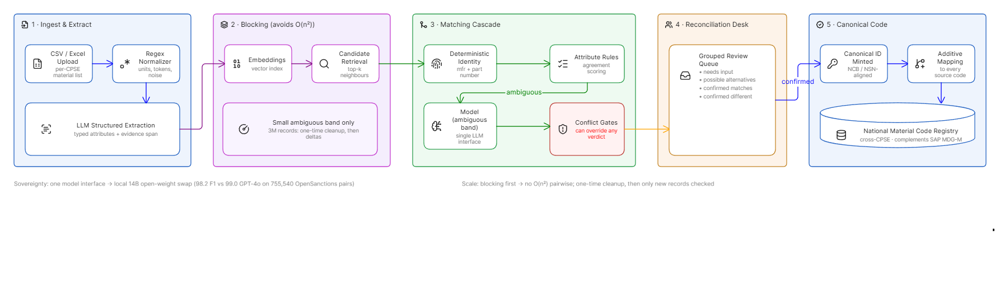 1 · Ingest & Extract
CSV / Excel
Upload
per-CPSE
material list
Regex
Normalizer
units, tokens,
noise
LLM Structured Extraction
typed attributes + evidence span
2 · Blocking (avoids O(n²))
01
10
Embeddings
vector index
Candidate
Retrieval
top-k
neighbours
Small ambiguous band only
3M records: one-time cleanup, then
deltas
3 · Matching Cascade
Deterministic
Identity
mfr + part
number
Attribute Rules
agreement
scoring
ambiguous
Model
(ambiguous
band)
single LLM
interface
Conflict Gates
can override any
verdict
4 · Reconciliation Desk
Grouped Review
Queue
• needs input
• possible alternatives
• confirmed matches
• confirmed different
confirmed
5 · Canonical Code
Canonical ID
Minted
NCB / NSN-
aligned
Additive
Mapping
to every
source code
National Material Code Registry
cross-CPSE · complements SAP MDG-M
Sovereignty: one model interface → local 14B open-weight swap (98.2 F1 vs 99.0 GPT-4o on 755,540 OpenSanctions pairs)
Scale: blocking first → no O(n²) pairwise; one-time cleanup, then only new records checked